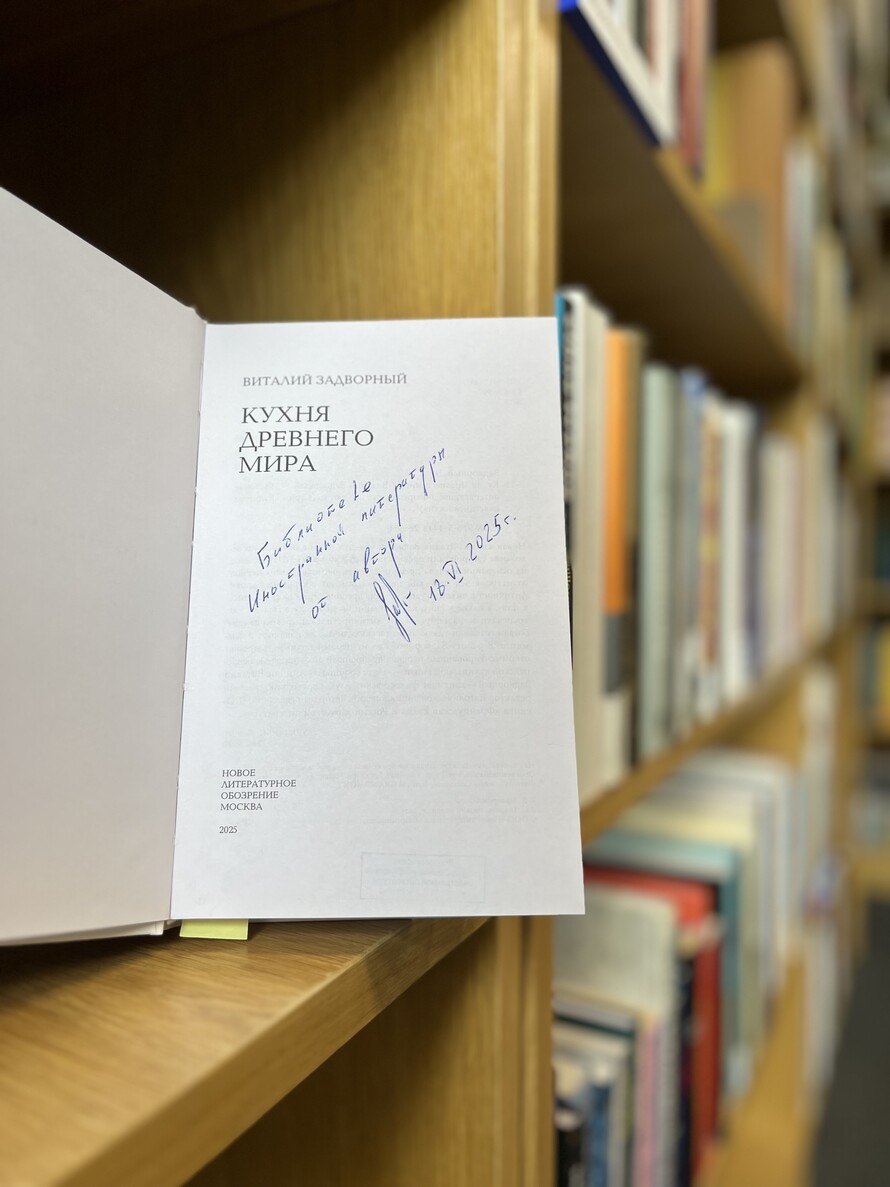 ВИТАЛИЙ ЗАДВОРНЫЙ
КУХНЯ
ДРЕВНЕГО
МИРА
Библиотеке
Иностранной литературы
от автора
18.VI 2025г.
НОВОЕ
ЛИТЕРАТУРНОЕ
ОБОЗРЕНИЕ
МОСКВА
2025